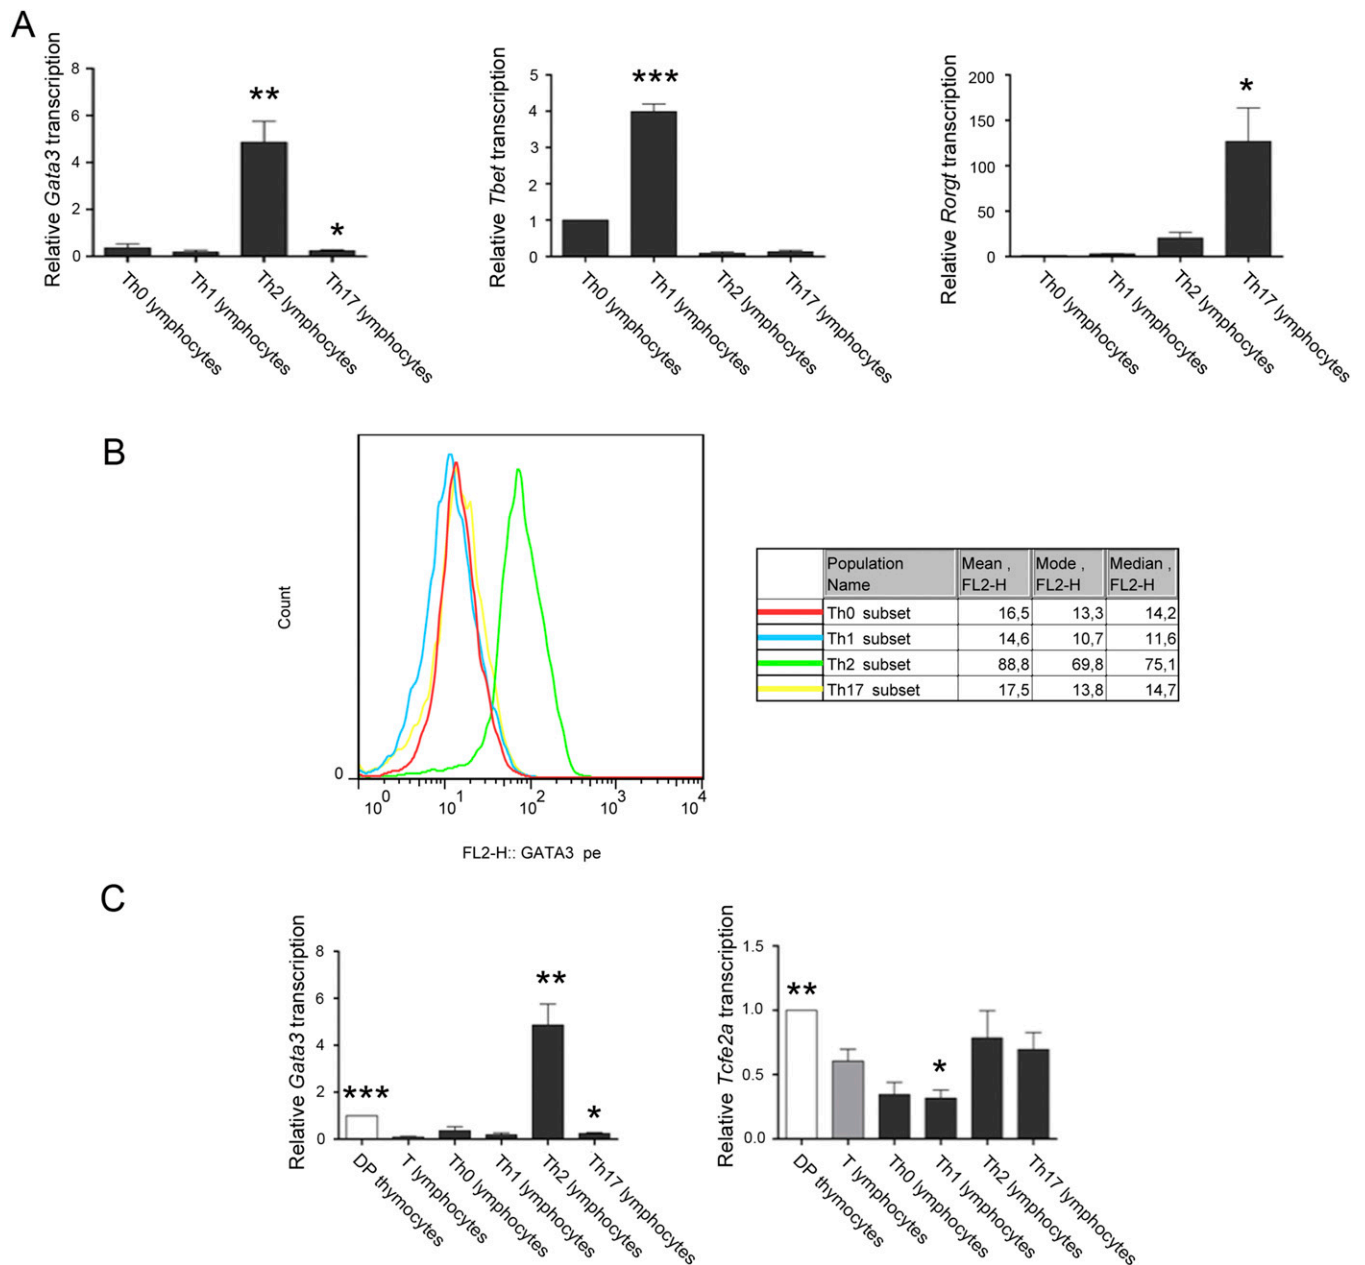 A
Relative Gata3 transcription
8
6
4
2
0
**
*
Th0 lymphocytes
Th1 lymphocytes
Th2 lymphocytes
Th17 lymphocytes
Relative Tbet transcription
5
4
3
2
1
0
***
Th0 lymphocytes
Th1 lymphocytes
Th2 lymphocytes
Th17 lymphocytes
Relative Rorgt transcription
200
150
100
50
0
*
Th0 lymphocytes
Th1 lymphocytes
Th2 lymphocytes
Th17 lymphocytes
B
Count
0
10^0 10^1 10^2 10^3 10^4
FL2-H:: GATA3 pe
Population Name Mean , FL2-H Mode , FL2-H Median , FL2-H
Th0 subset 16,5 13,3 14,2
Th1 subset 14,6 10,7 11,6
Th2 subset 88,8 69,8 75,1
Th17 subset 17,5 13,8 14,7
C
Relative Gata3 transcription
8
6
4
2
0
***
**
*
DP thymocytes
T lymphocytes
Th0 lymphocytes
Th1 lymphocytes
Th2 lymphocytes
Th17 lymphocytes
Relative Tcfe2a transcription
1.5
1.0
0.5
0.0
**
*
DP thymocytes
T lymphocytes
Th0 lymphocytes
Th1 lymphocytes
Th2 lymphocytes
Th17 lymphocytes